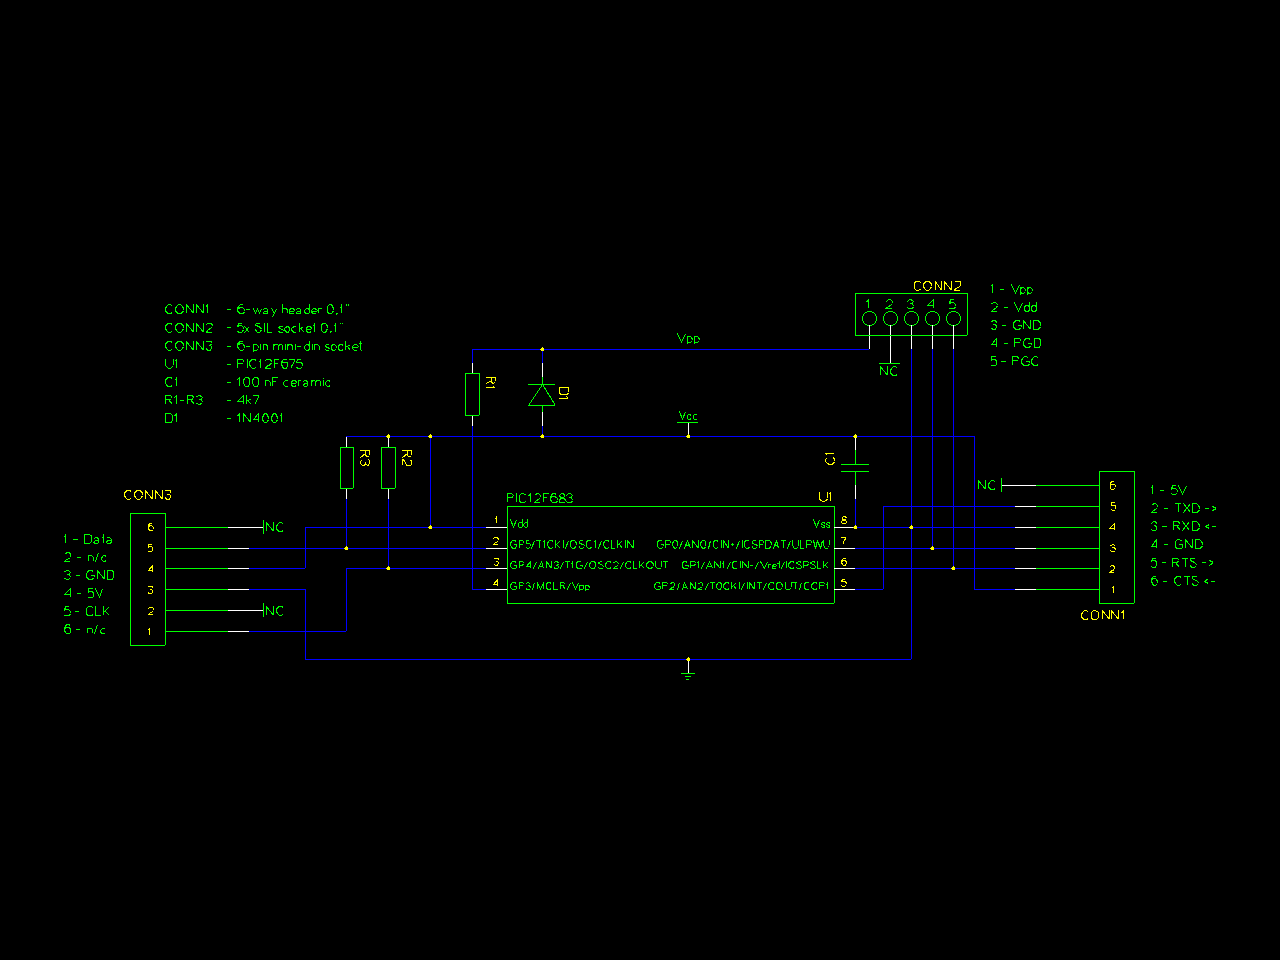 CONN2
1 - Vpp
2 - Vdd
3 - GND
4 - PGD
5 - PGC
1 2 3 4 5
NC
CONN1 - 6-way header 0,1"
CONN2 - 5x SIL socket 0,1"
CONN3 - 6-pin mini-din socket
U1 - PIC12F675
C1 - 100 nF ceramic
R1-R3 - 4k7
D1 - 1N4001
Vpp
R1
D1
Vcc
R3
R2
C1
CONN3
6
5
4
3
2
1
NC
NC
1 - Data
2 - n/c
3 - GND
4 - 5V
5 - CLK
6 - n/c
PIC12F683
U1
1 Vdd
2 GP5/T1CKI/OSC1/CLKIN
3 GP4/AN3/T1G/OSC2/CLKOUT
4 GP3/MCLR/Vpp
Vss 8
GP0/AN0/CIN+/ICSPDAT/ULPWU 7
GP1/AN1/CIN-/Vref/ICSPSLK 6
GP2/AN2/T0CKI/INT/COUT/CCP1 5
NC
6
5
4
3
2
1
CONN1
1 - 5V
2 - TXD ->
3 - RXD <-
4 - GND
5 - RTS ->
6 - CTS <-